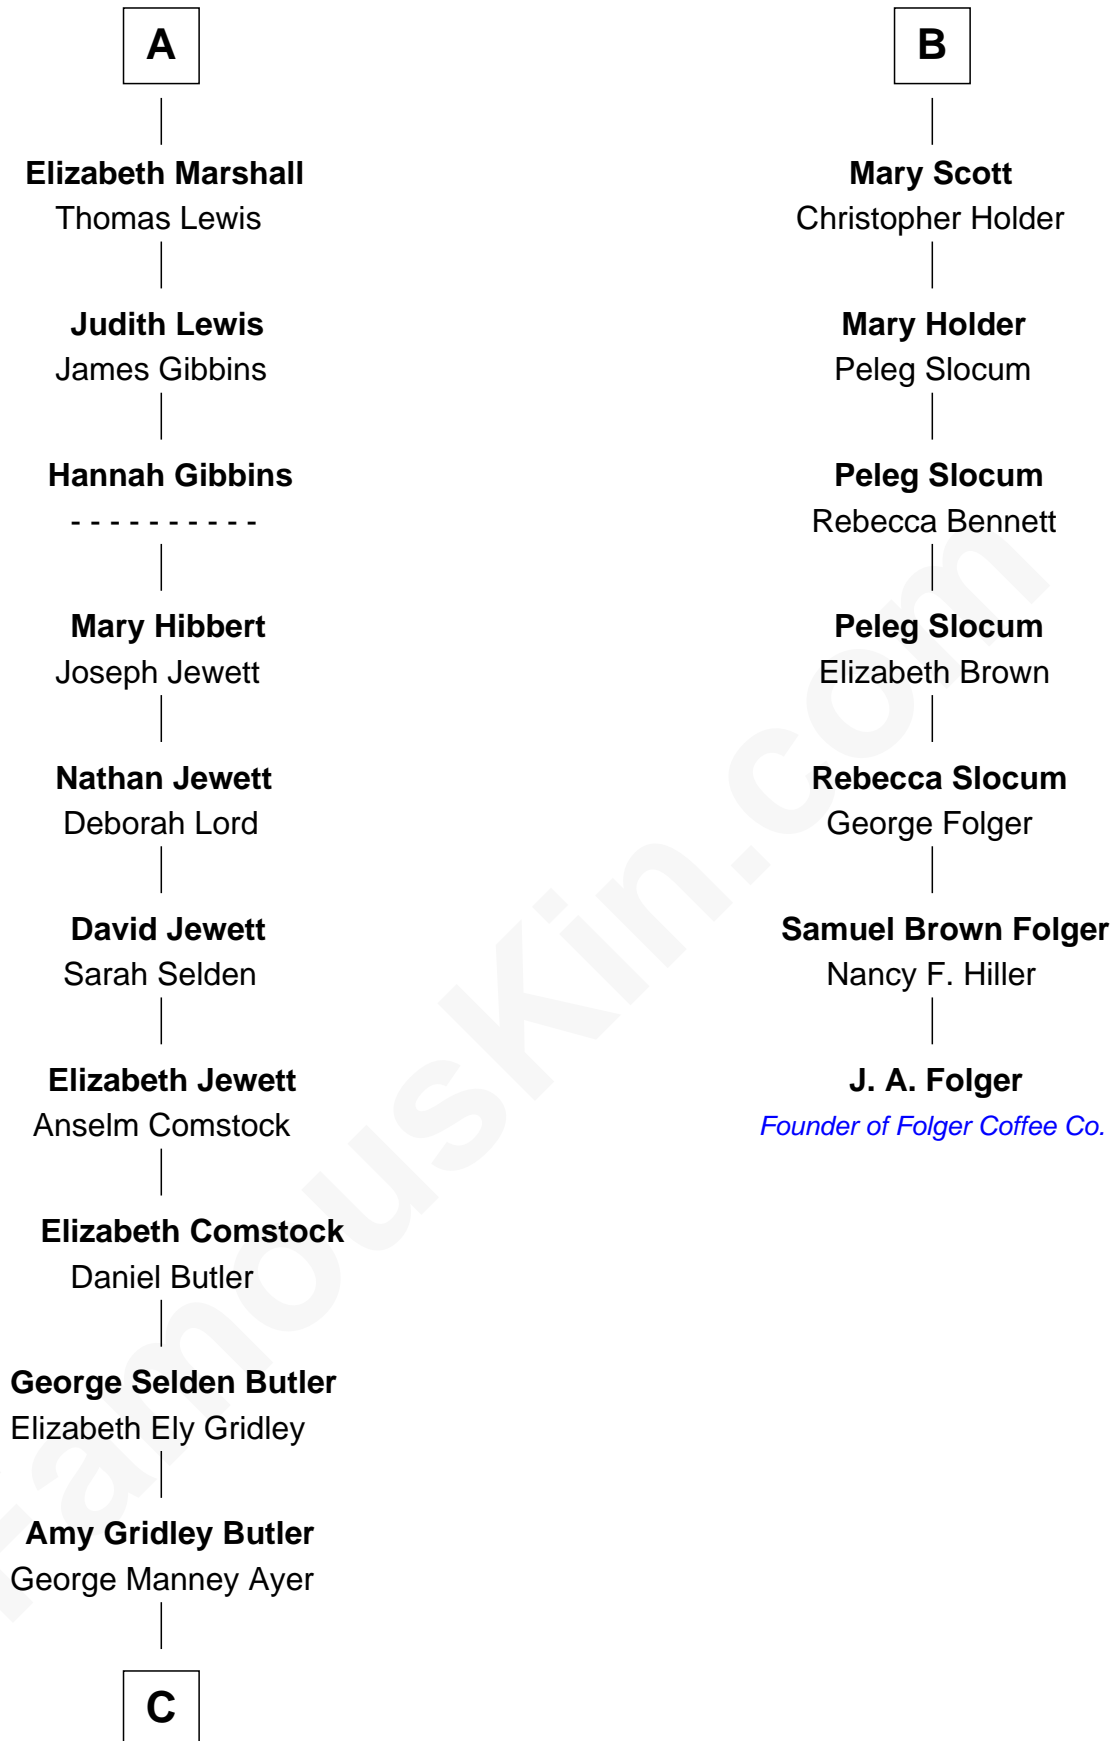 A
Elizabeth Marshall
Thomas Lewis
Judith Lewis
James Gibbins
Hannah Gibbins
- - - - - - - - - -
Mary Hibbert
Joseph Jewett
Nathan Jewett
Deborah Lord
David Jewett
Sarah Selden
Elizabeth Jewett
Anselm Comstock
Elizabeth Comstock
Daniel Butler
George Selden Butler
Elizabeth Ely Gridley
Amy Gridley Butler
George Manney Ayer
C
B
Mary Scott
Christopher Holder
Mary Holder
Peleg Slocum
Peleg Slocum
Rebecca Bennett
Peleg Slocum
Elizabeth Brown
Rebecca Slocum
George Folger
Samuel Brown Folger
Nancy F. Hiller
J. A. Folger
Founder of Folger Coffee Co.
FamousKin.com